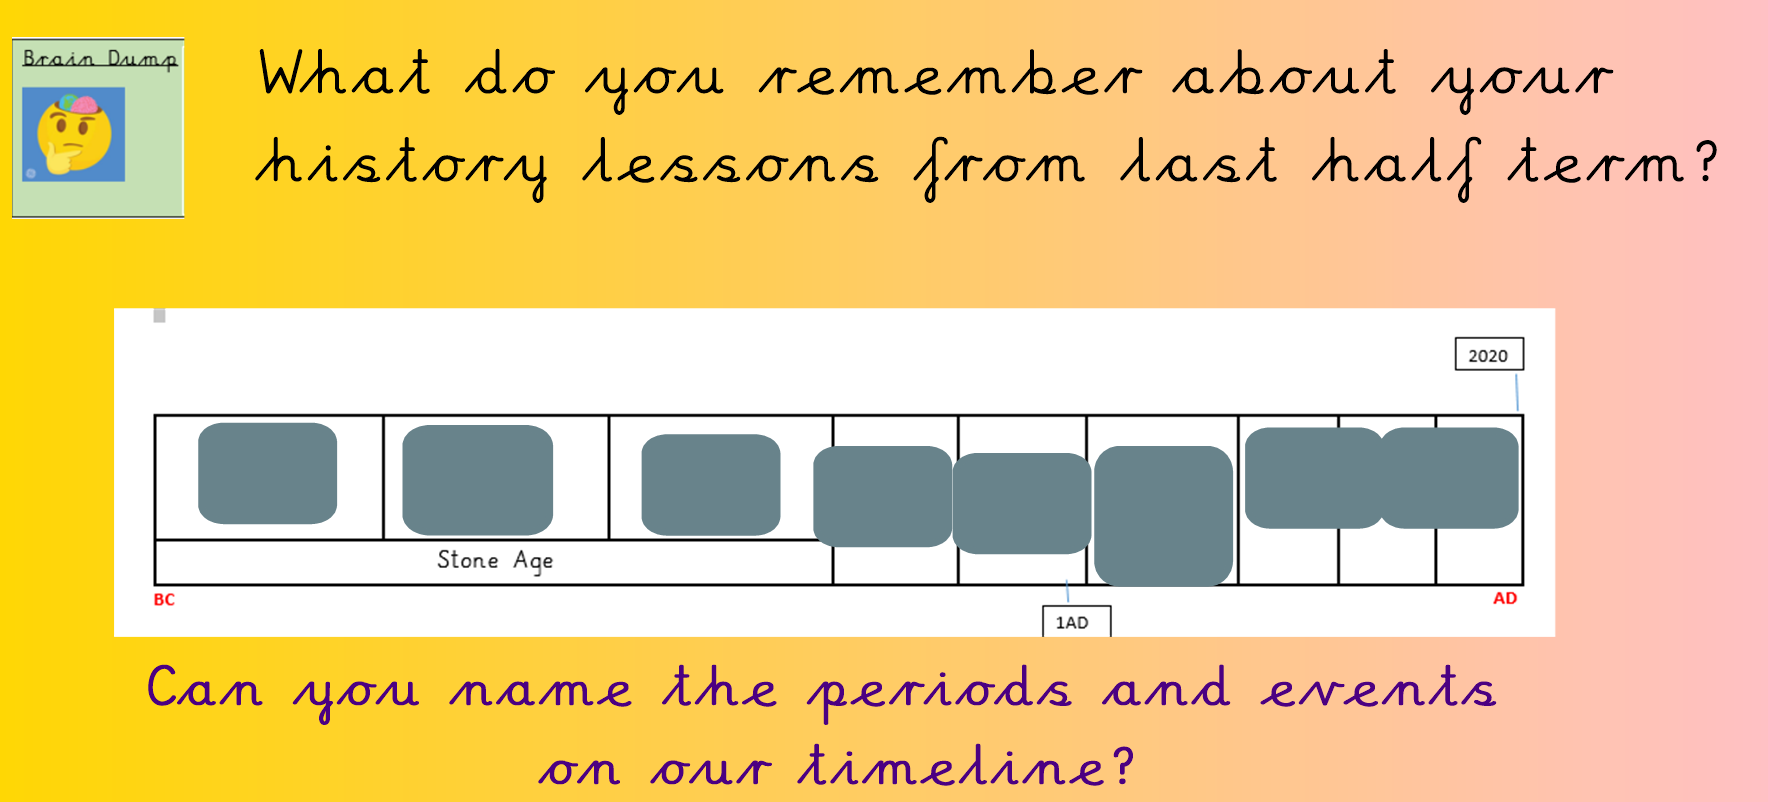 Brain Dump
What do you remember about your
history lessons from last half term?
2020
Stone Age
BC
AD
1AD
Can you name the periods and events
on our timeline?